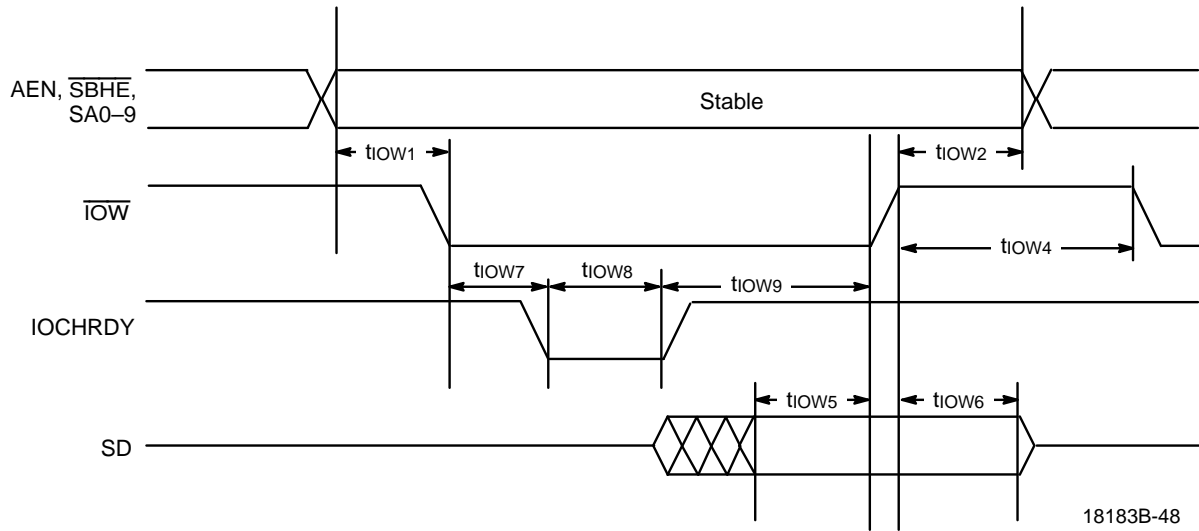 AEN, SBHE,
SA0–9
Stable
tIOW1
tIOW2
IOW
tIOW4
tIOW7
tIOW8
tIOW9
IOCHRDY
tIOW5
tIOW6
SD
18183B-48